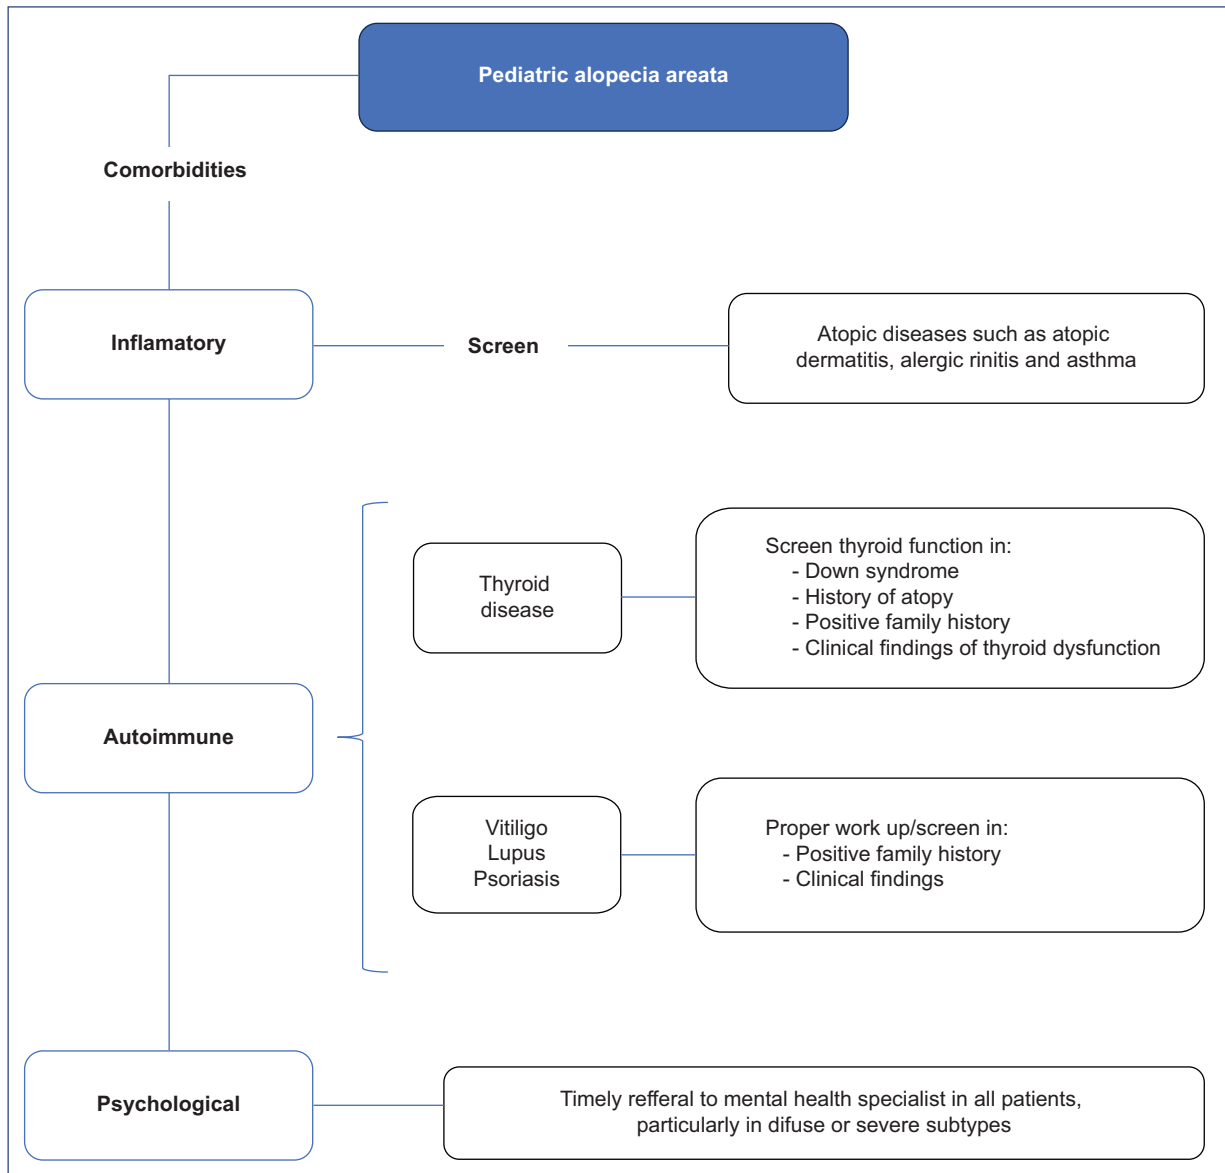 Pediatric alopecia areata
Comorbidities
Inflamatory
Screen
Atopic diseases such as atopic
dermatitis, alergic rinitis and asthma
Autoimmune
Thyroid
disease
Screen thyroid function in:
- Down syndrome
- History of atopy
- Positive family history
- Clinical findings of thyroid dysfunction
Vitiligo
Lupus
Psoriasis
Proper work up/screen in:
- Positive family history
- Clinical findings
Psychological
Timely refferal to mental health specialist in all patients,
particularly in difuse or severe subtypes